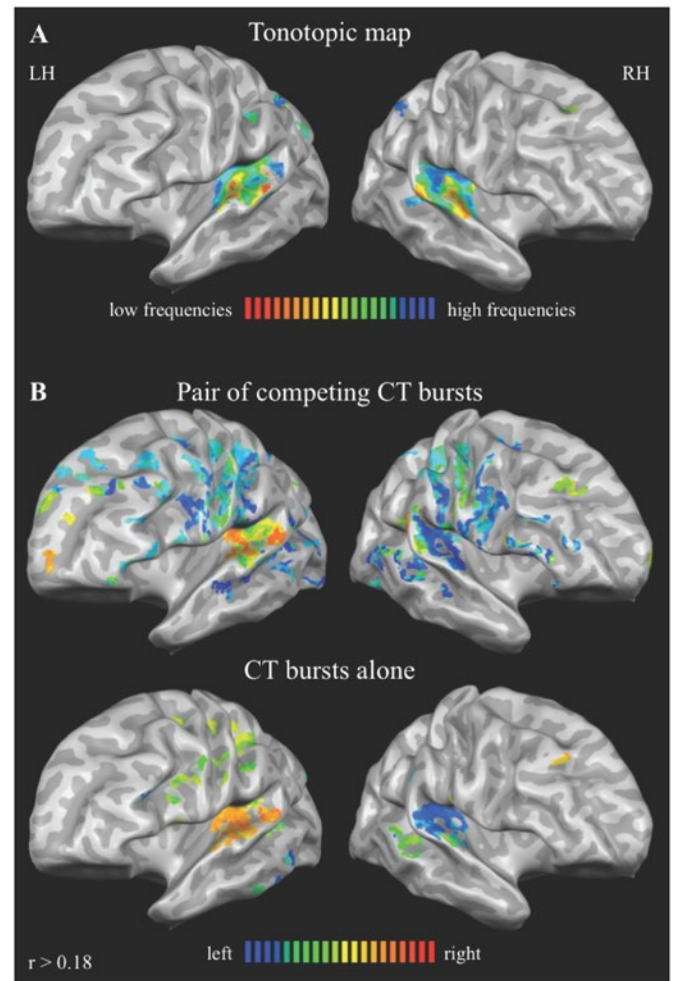 A
Tonotopic map
LH
RH
low frequencies
high frequencies
B
Pair of competing CT bursts
CT bursts alone
left
right
r > 0.18